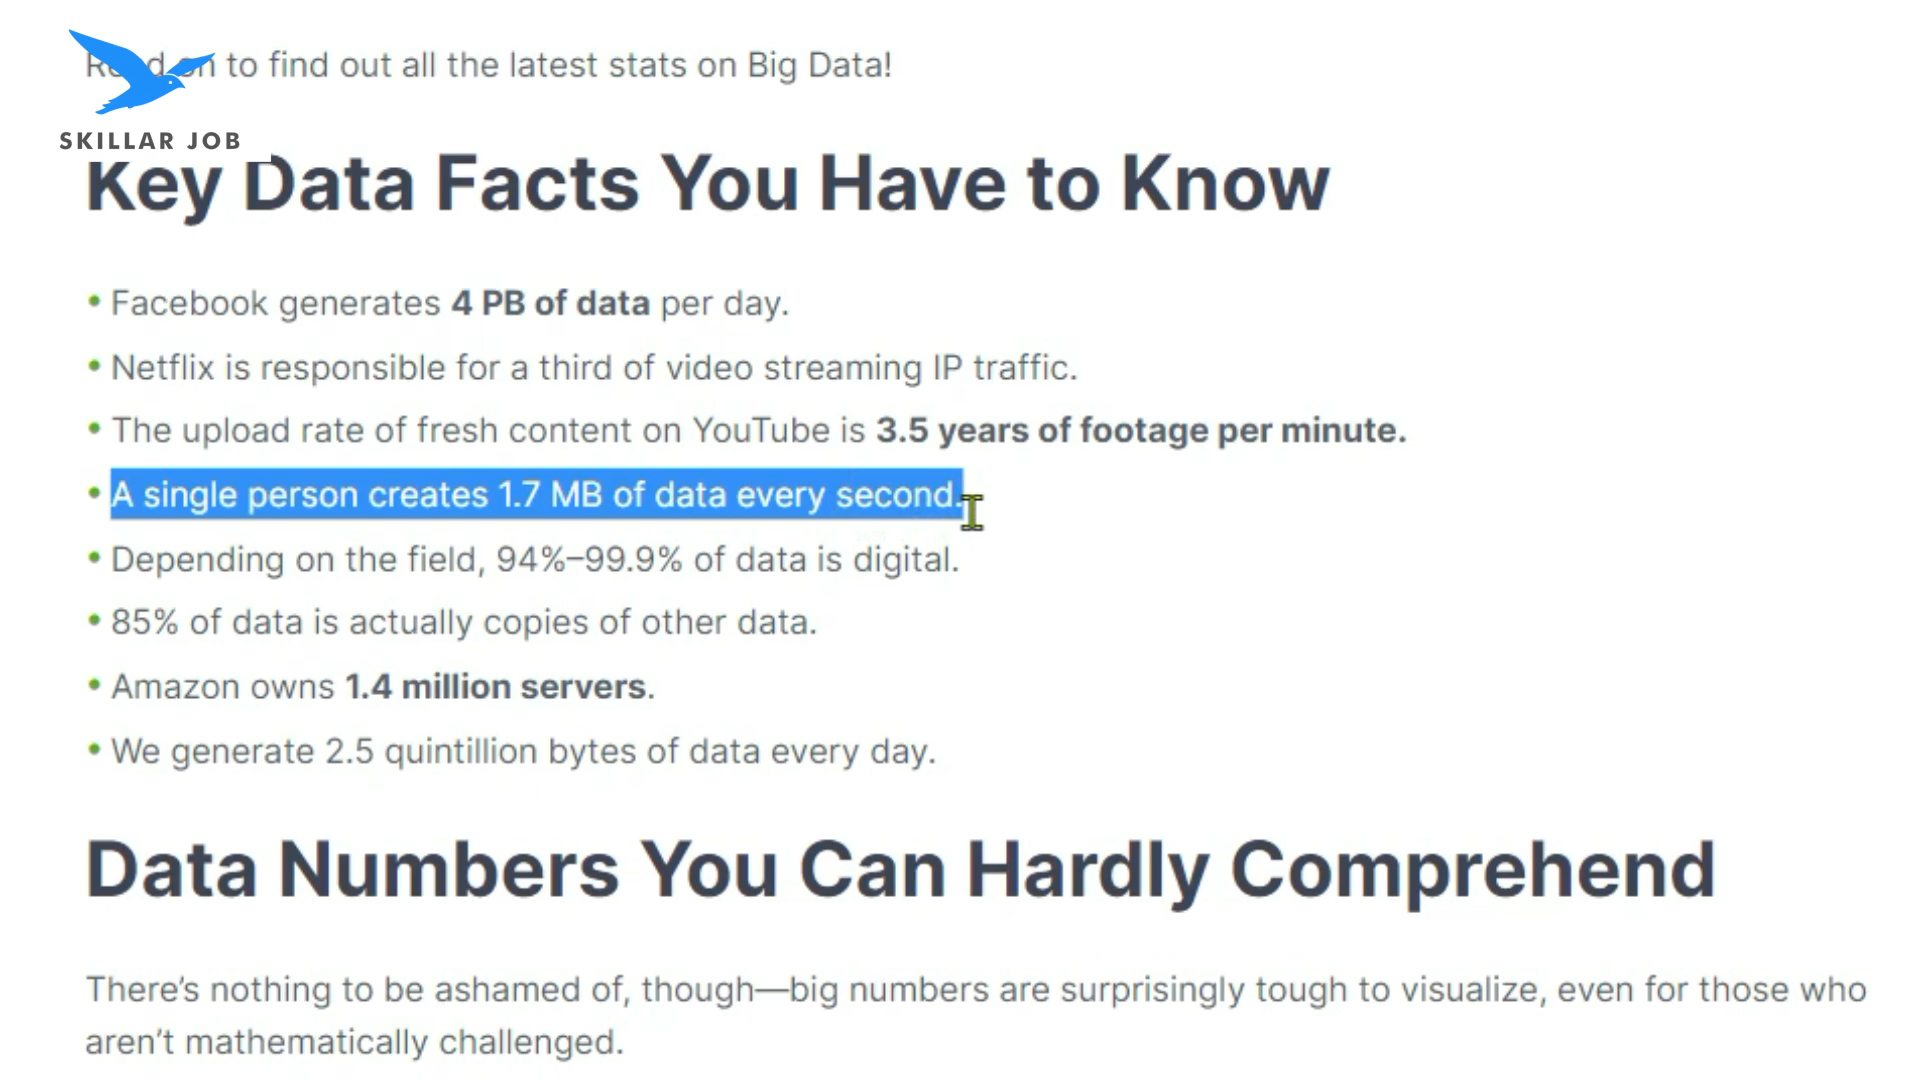 Read on to find out all the latest stats on Big Data!
SKILLAR JOB
Key Data Facts You Have to Know
• Facebook generates 4 PB of data per day.
• Netflix is responsible for a third of video streaming IP traffic.
• The upload rate of fresh content on YouTube is 3.5 years of footage per minute.
• A single person creates 1.7 MB of data every second.
• Depending on the field, 94%–99.9% of data is digital.
• 85% of data is actually copies of other data.
• Amazon owns 1.4 million servers.
• We generate 2.5 quintillion bytes of data every day.
Data Numbers You Can Hardly Comprehend
There’s nothing to be ashamed of, though—big numbers are surprisingly tough to visualize, even for those who
aren’t mathematically challenged.